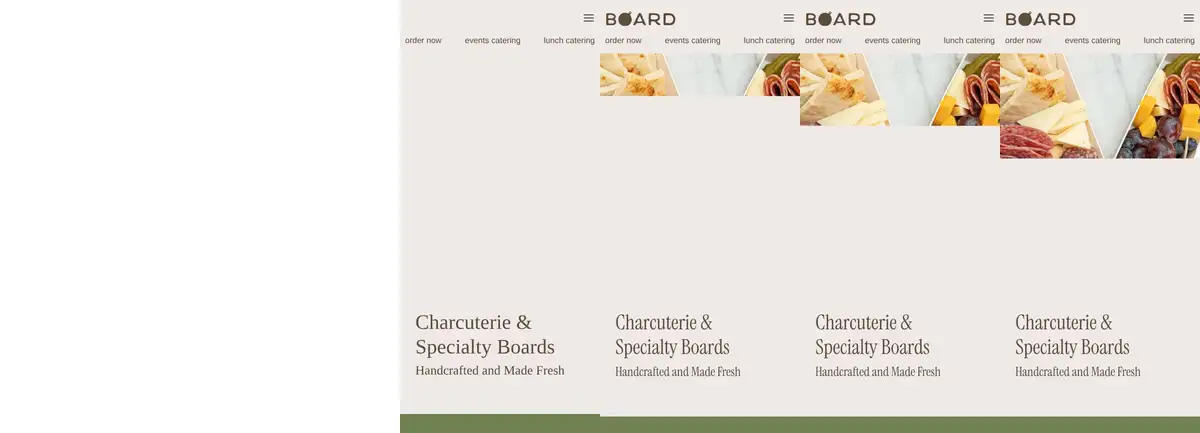 order now events catering lunch catering
Charcuterie &
Specialty Boards
Handcrafted and Made Fresh
BOARD
order now events catering lunch catering
Charcuterie &
Specialty Boards
Handcrafted and Made Fresh
BOARD
order now events catering lunch catering
Charcuterie &
Specialty Boards
Handcrafted and Made Fresh
BOARD
order now events catering lunch catering
Charcuterie &
Specialty Boards
Handcrafted and Made Fresh